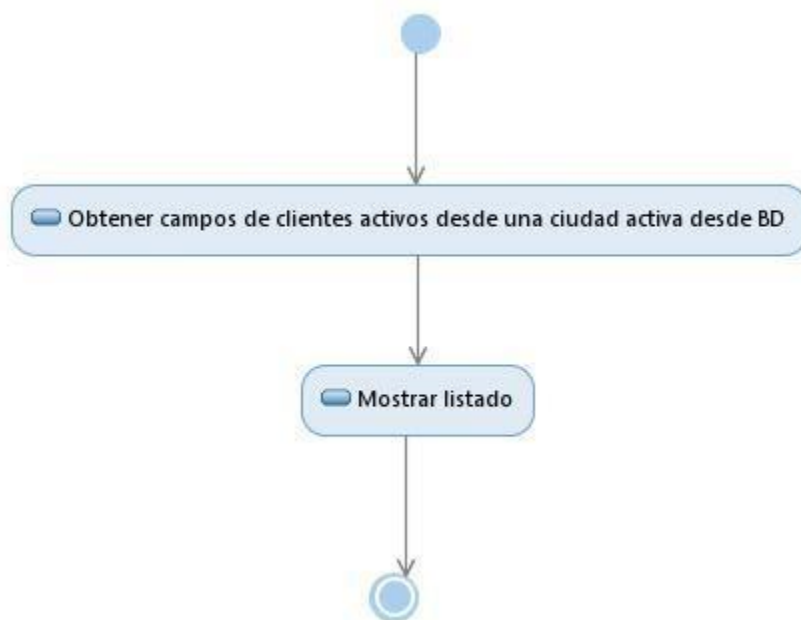 Obtener campos de clientes activos desde una ciudad activa desde BD
Mostrar listado